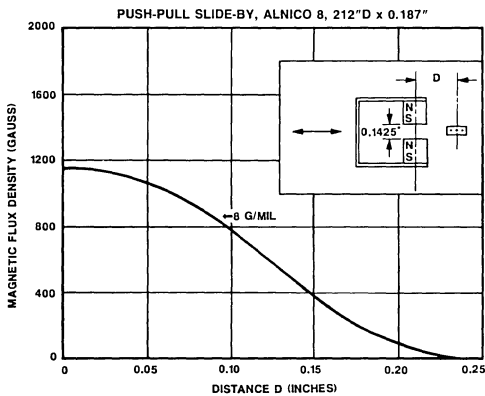 PUSH-PULL SLIDE-BY, ALNICO 8, 212"D x 0.187"
MAGNETIC FLUX DENSITY (GAUSS)
2000
1600
1200
800
400
0
D
N
S
0.1425"
N
S
←8 G/MIL
0
0.05
0.10
0.15
0.20
0.25
DISTANCE D (INCHES)